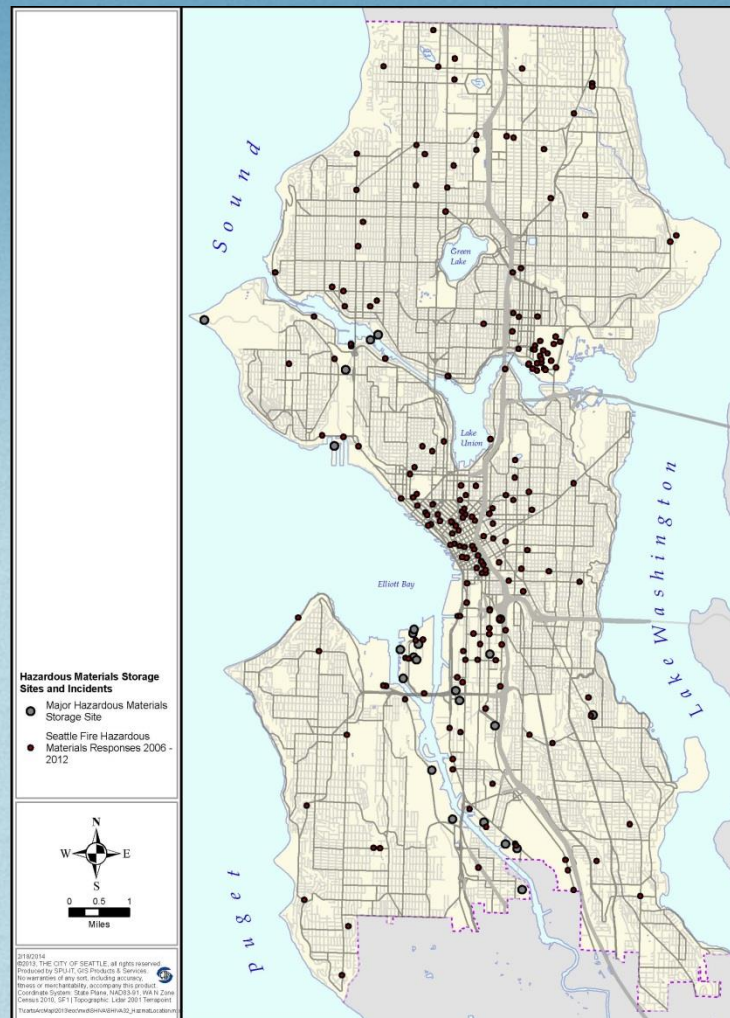 Sound
Green
Lake
Lake
Union
Elliott Bay
Lake Washington
Puget
Hazardous Materials Storage
Sites and Incidents
Major Hazardous Materials
Storage Site
Seattle Fire Hazardous
Materials Responses 2006 -
2012
N
W E
S
0 0.5 1
Miles
2/18/2014
©2013, THE CITY OF SEATTLE, all rights reserved.
Produced by SPU-IT, GIS Products & Services.
No warranties of any sort, including accuracy,
fitness or merchantability, accompany this product.
Coordinate System: State Plane, NAD83-91, WA N Zone
Census 2010, SF1 | Topographic: Lidar 2001 Terrapoint